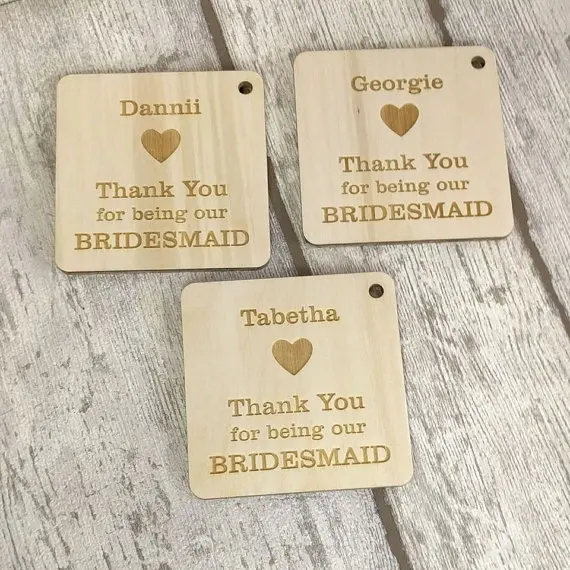 Dannii
Thank You
for being our
BRIDESMAID
Georgie
Thank You
for being our
BRIDESMAID
Tabetha
Thank You
for being our
BRIDESMAID